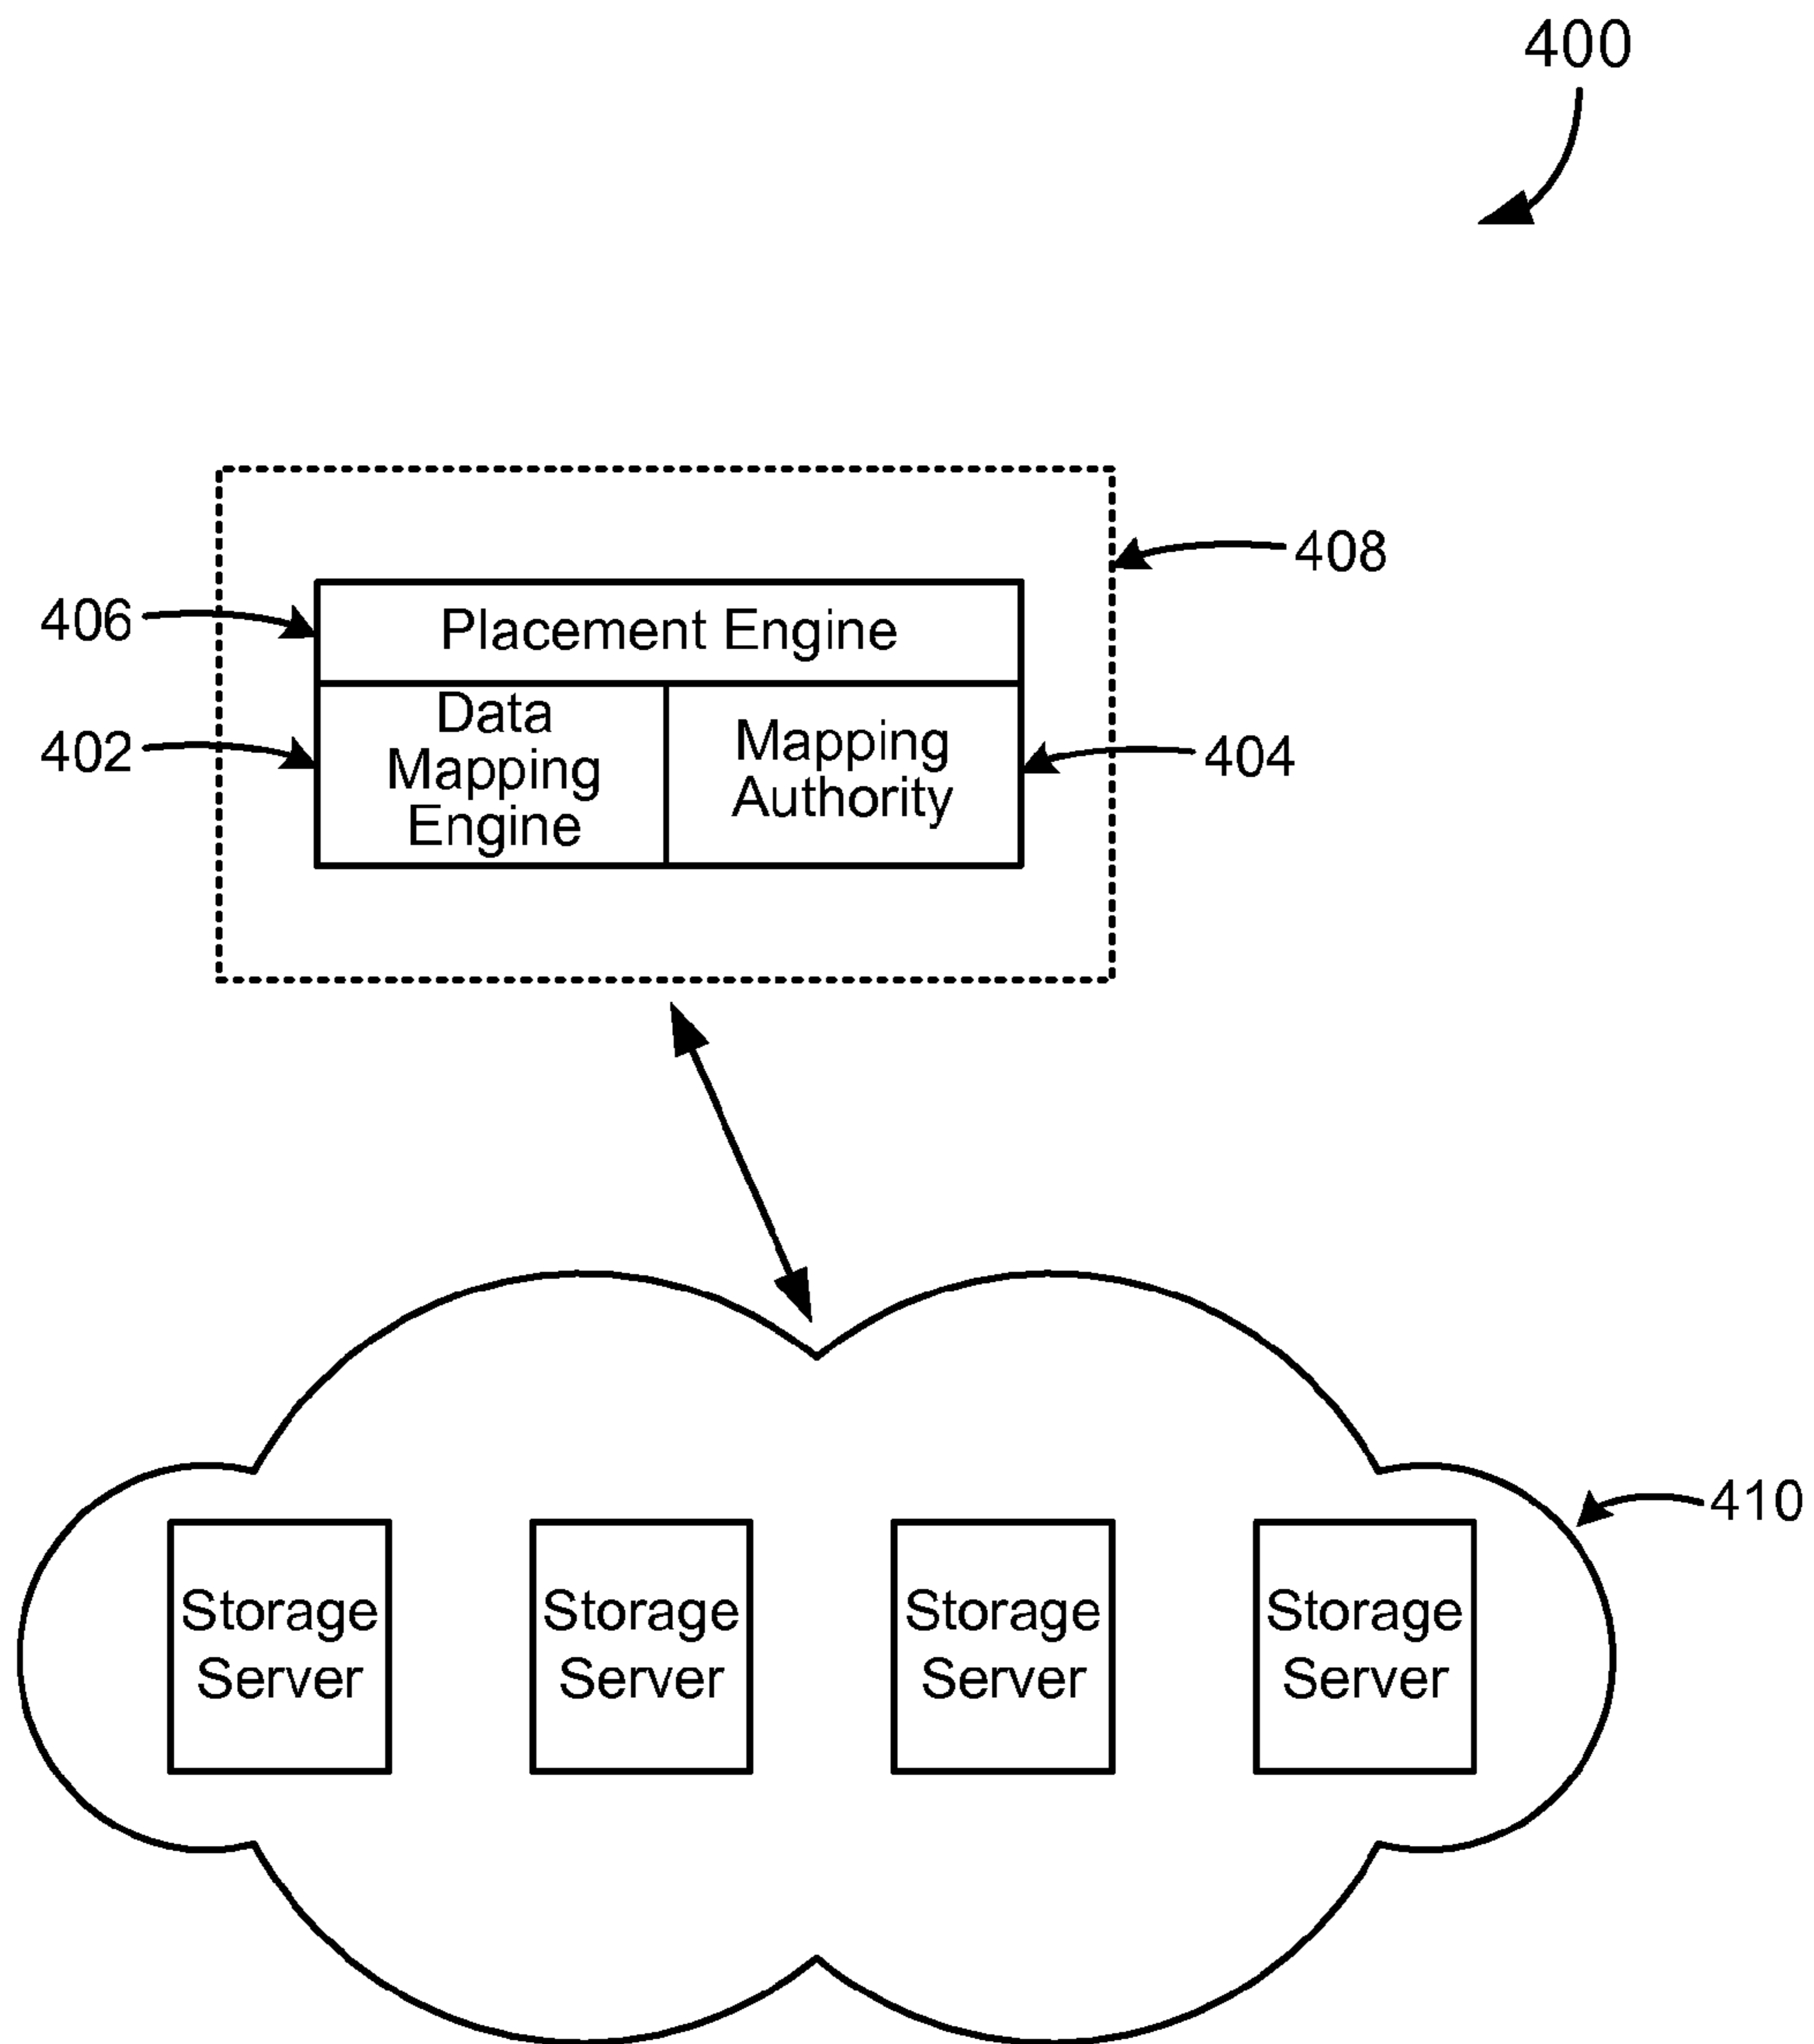 400
408
406
Placement Engine
402
Data
Mapping
Engine
Mapping
Authority
404
410
Storage
Server
Storage
Server
Storage
Server
Storage
Server